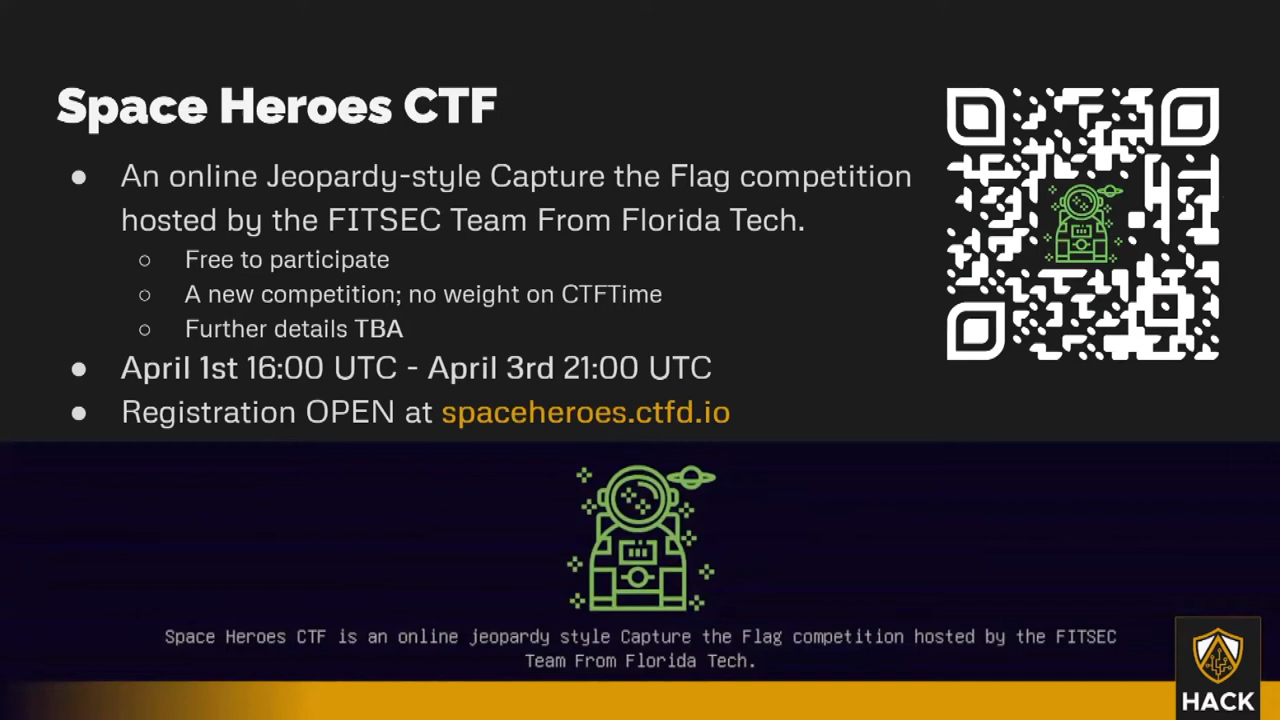 Space Heroes CTF
● An online Jeopardy-style Capture the Flag competition
hosted by the FITSEC Team From Florida Tech.
○ Free to participate
○ A new competition; no weight on CTFTime
○ Further details TBA
● April 1st 16:00 UTC - April 3rd 21:00 UTC
● Registration OPEN at spaceheroes.ctfd.io
Space Heroes CTF is an online jeopardy style Capture the Flag competition hosted by the FITSEC
Team From Florida Tech.
HACK